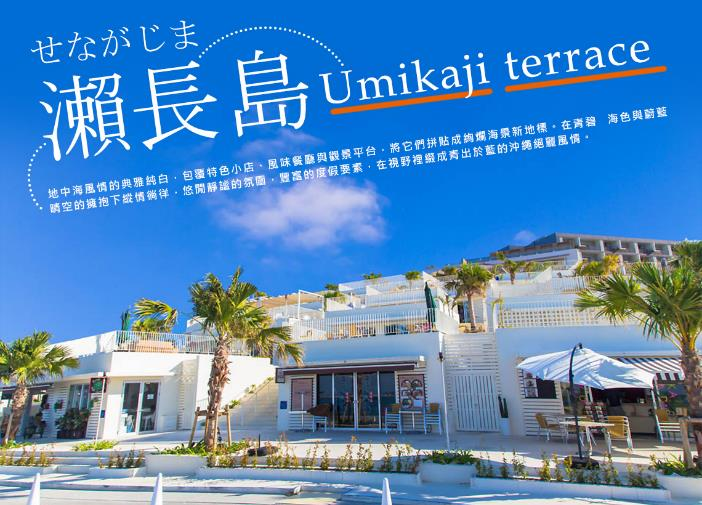 せながじま
瀨長島 Umikaji terrace
地中海風情的典雅純白，包覆特色小店、風味餐廳與觀景平台，將它們拼貼成絢爛海景新地標。在青碧　海色與蔚藍
晴空的擁抱下縱情徜徉，悠閒靜謐的氛圍，豐富的度假要素，在視野裡綴成青出於藍的沖繩絕麗風情。